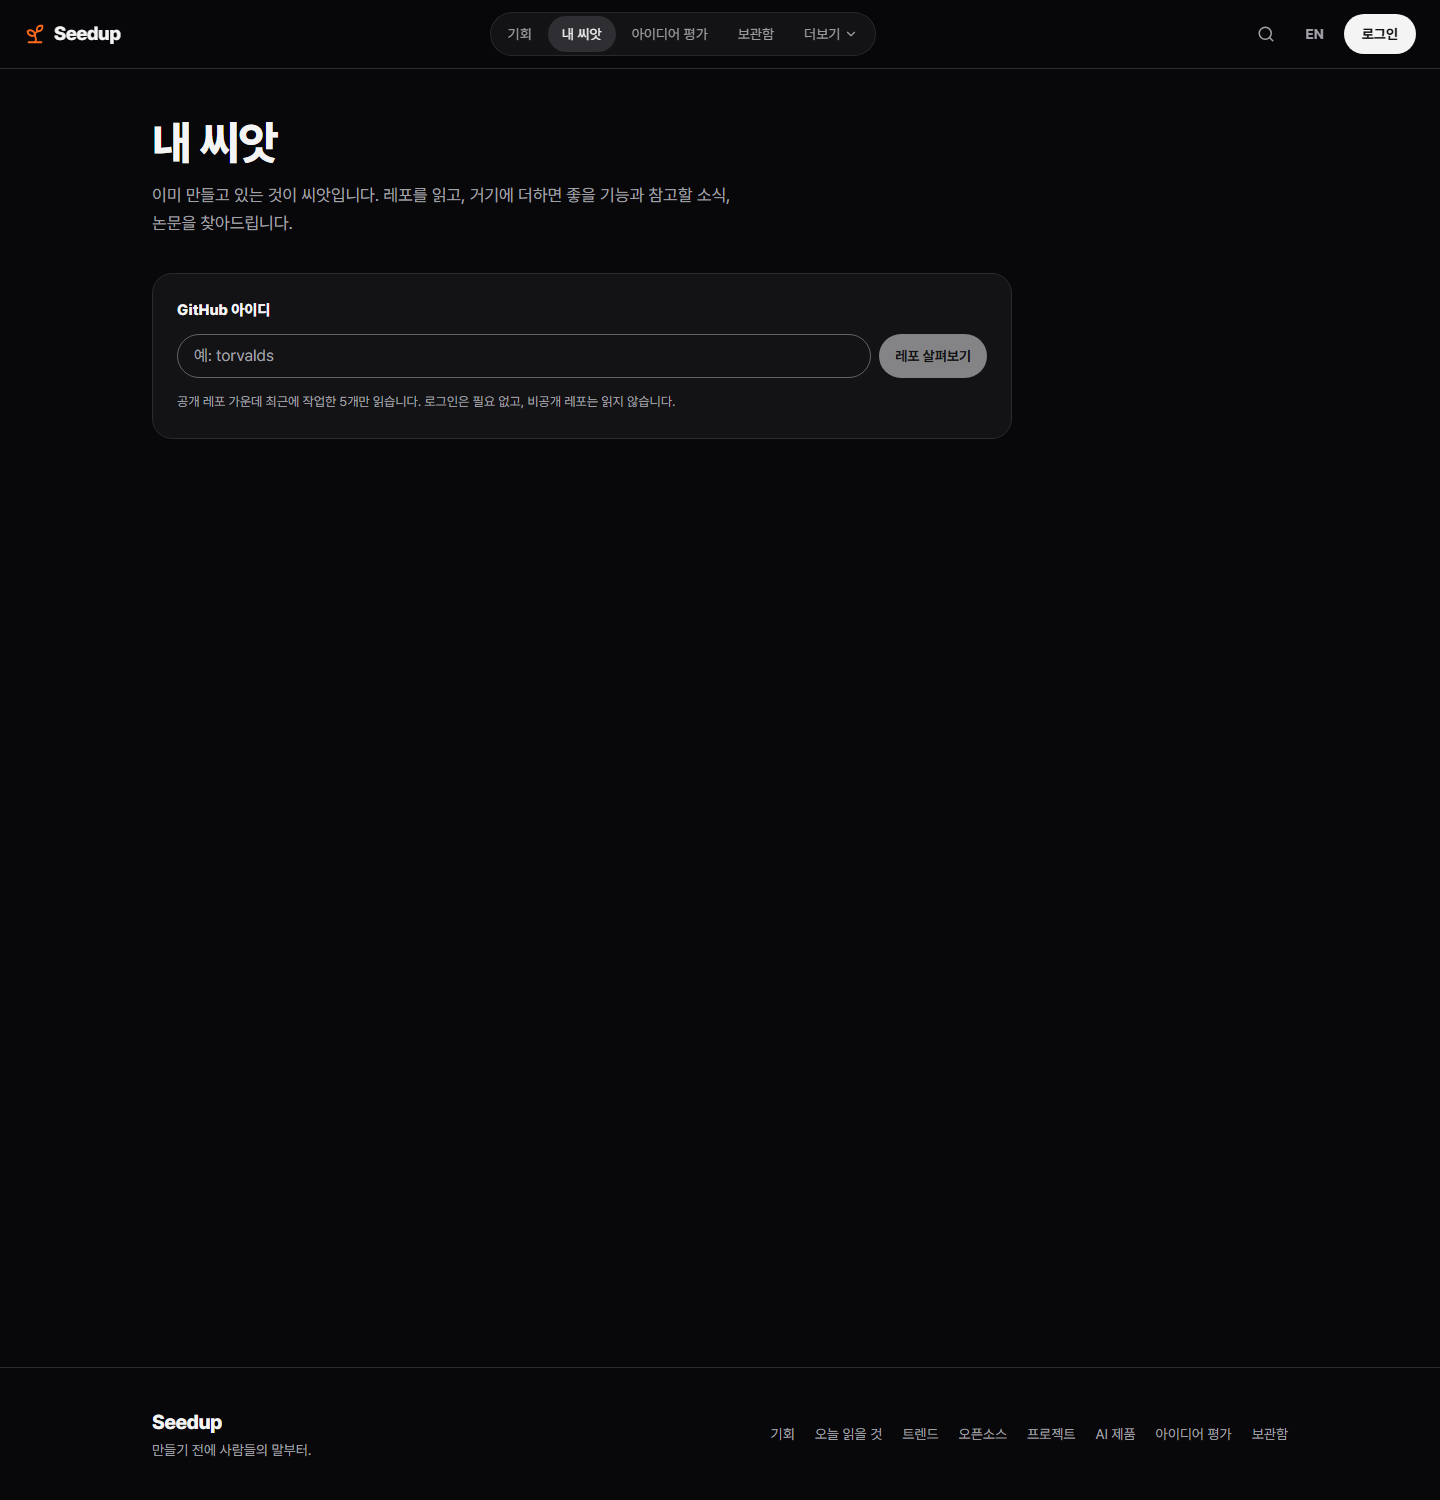 Seedup
기회 내 씨앗 아이디어 평가 보관함 더보기
EN 로그인
내 씨앗
이미 만들고 있는 것이 씨앗입니다. 레포를 읽고, 거기에 더하면 좋을 기능과 참고할 소식,
논문을 찾아드립니다.
GitHub 아이디
예: torvalds
레포 살펴보기
공개 레포 가운데 최근에 작업한 5개만 읽습니다. 로그인은 필요 없고, 비공개 레포는 읽지 않습니다.
Seedup
만들기 전에 사람들의 말부터.
기회 오늘 읽을 것 트렌드 오픈소스 프로젝트 AI 제품 아이디어 평가 보관함